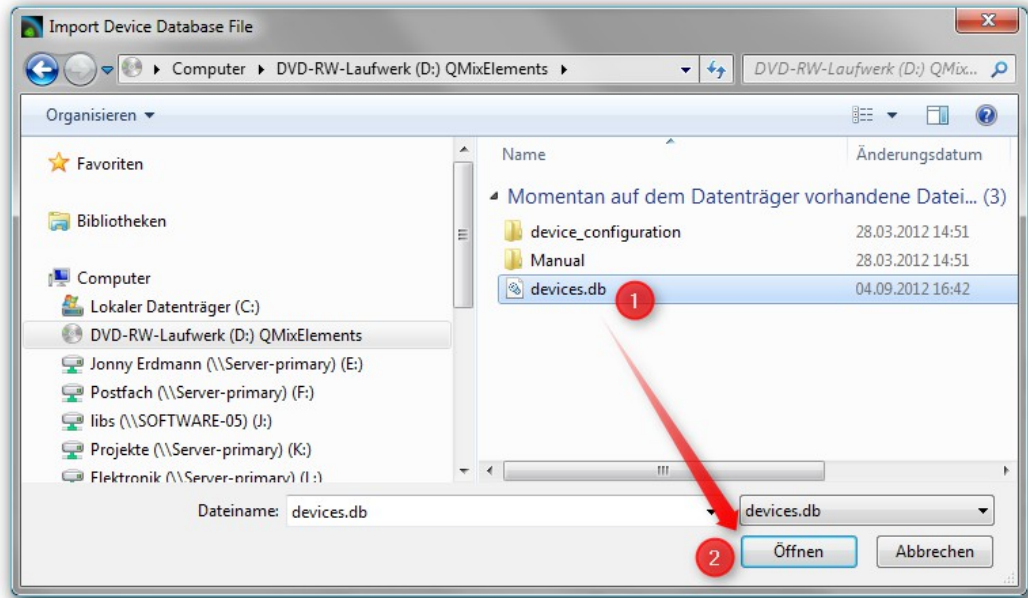 Import Device Database File
Computer DVD-RW-Laufwerk (D:) QMixElements
DVD-RW-Laufwerk (D:) QMix...
Organisieren
Favoriten
Bibliotheken
Computer
Lokaler Datenträger (C:)
DVD-RW-Laufwerk (D:) QMixElements
Jonny Erdmann (\\Server-primary) (E:)
Postfach (\\Server-primary) (F:)
libs (\\SOFTWARE-05) (J:)
Projekte (\\Server-primary) (K:)
Elektronik (\\Server-primary) (L:)
Name Änderungsdatum
Momentan auf dem Datenträger vorhandene Datei... (3)
device_configuration 28.03.2012 14:51
Manual 28.03.2012 14:51
devices.db 1 04.09.2012 16:42
Dateiname: devices.db devices.db
2 Öffnen Abbrechen